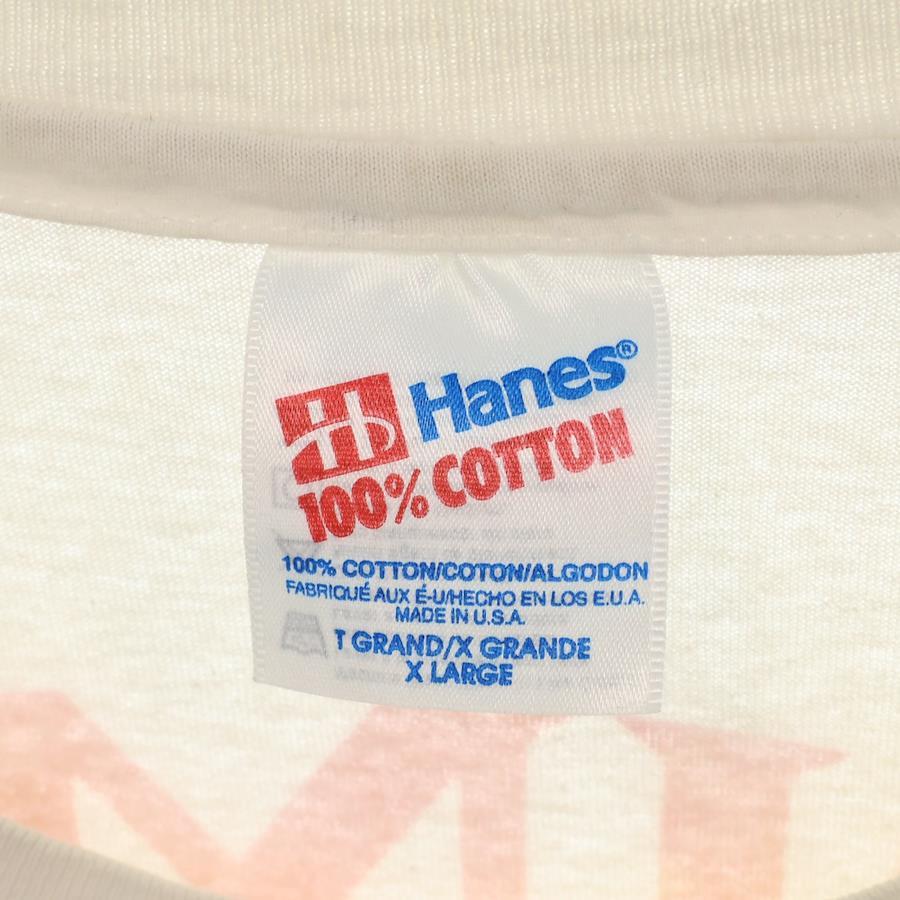 H Hanes®
100% COTTON
100% COTTON/COTON/ALGODON
FABRIQUÉ AUX É-U/HECHO EN LOS E.U.A.
MADE IN U.S.A.
T GRAND/X GRANDE
X LARGE